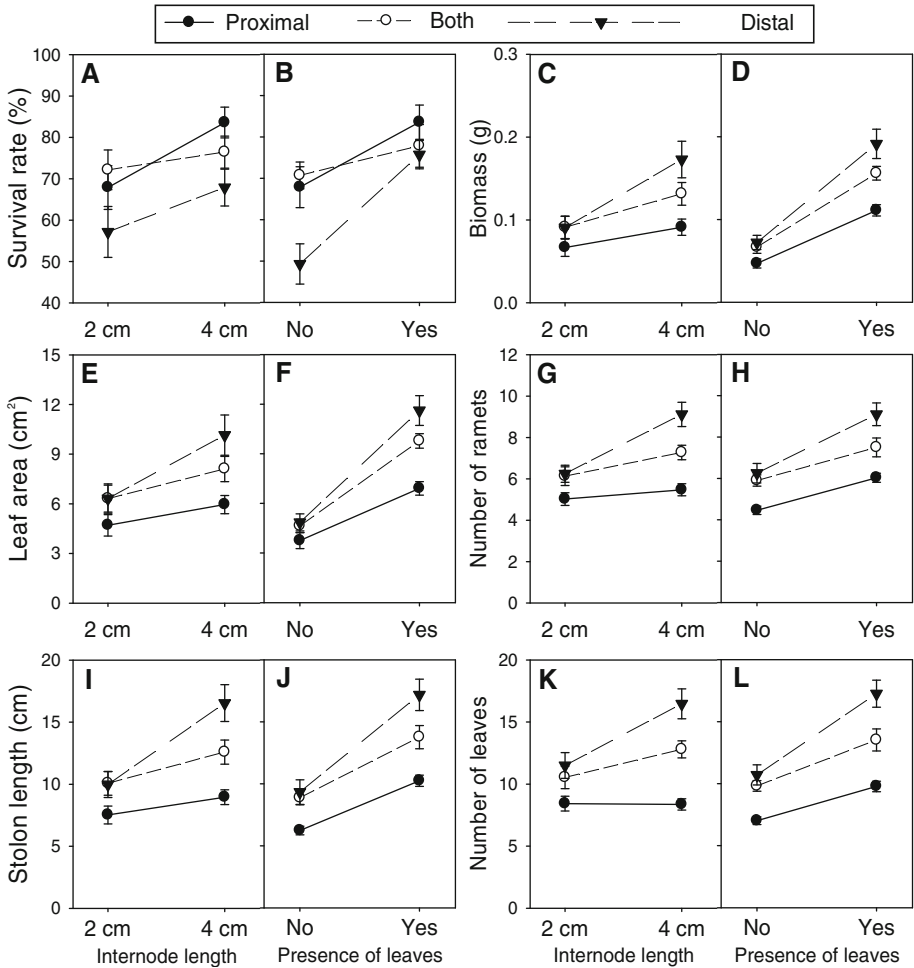 Proximal Both Distal
A
B
C
D
Survival rate (%)
100
90
80
70
60
50
40
Biomass (g)
0.3
0.2
0.1
0.0
2 cm 4 cm No Yes 2 cm 4 cm No Yes
E
F
G
H
Leaf area (cm²)
15
12
9
6
3
0
Number of ramets
12
10
8
6
4
2
0
2 cm 4 cm No Yes 2 cm 4 cm No Yes
I
J
K
L
Stolon length (cm)
20
15
10
5
0
Number of leaves
20
15
10
5
0
2 cm 4 cm No Yes 2 cm 4 cm No Yes
Internode length Presence of leaves Internode length Presence of leaves